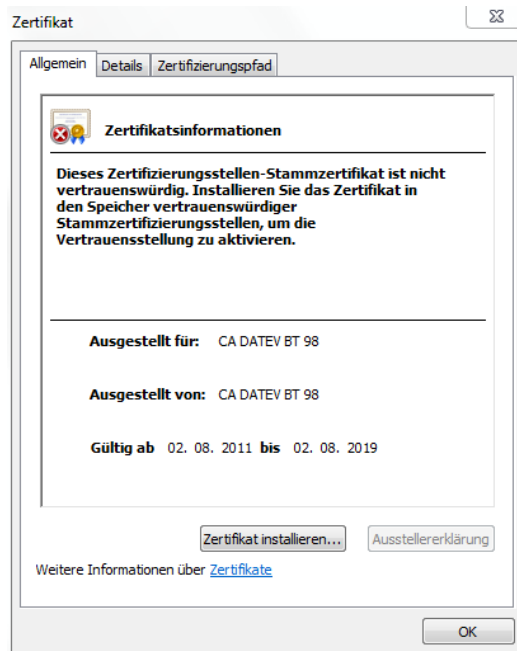 Zertifikat
Allgemein Details Zertifizierungspfad
Zertifikatsinformationen
Dieses Zertifizierungsstellen-Stammzertifikat ist nicht
vertrauenswürdig. Installieren Sie das Zertifikat in
den Speicher vertrauenswürdiger
Stammzertifizierungsstellen, um die
Vertrauensstellung zu aktivieren.
Ausgestellt für: CA DATEV BT 98
Ausgestellt von: CA DATEV BT 98
Gültig ab 02. 08. 2011 bis 02. 08. 2019
Zertifikat installieren... Ausstellererklärung
Weitere Informationen über Zertifikate
OK